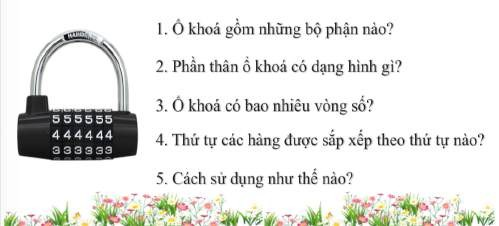 HARDENED
1. Ổ khoá gồm những bộ phận nào?
2. Phần thân ổ khoá có dạng hình gì?
3. Ổ khoá có bao nhiêu vòng số?
4. Thứ tự các hàng được sắp xếp theo thứ tự nào?
5. Cách sử dụng như thế nào?
555555
444444
333333